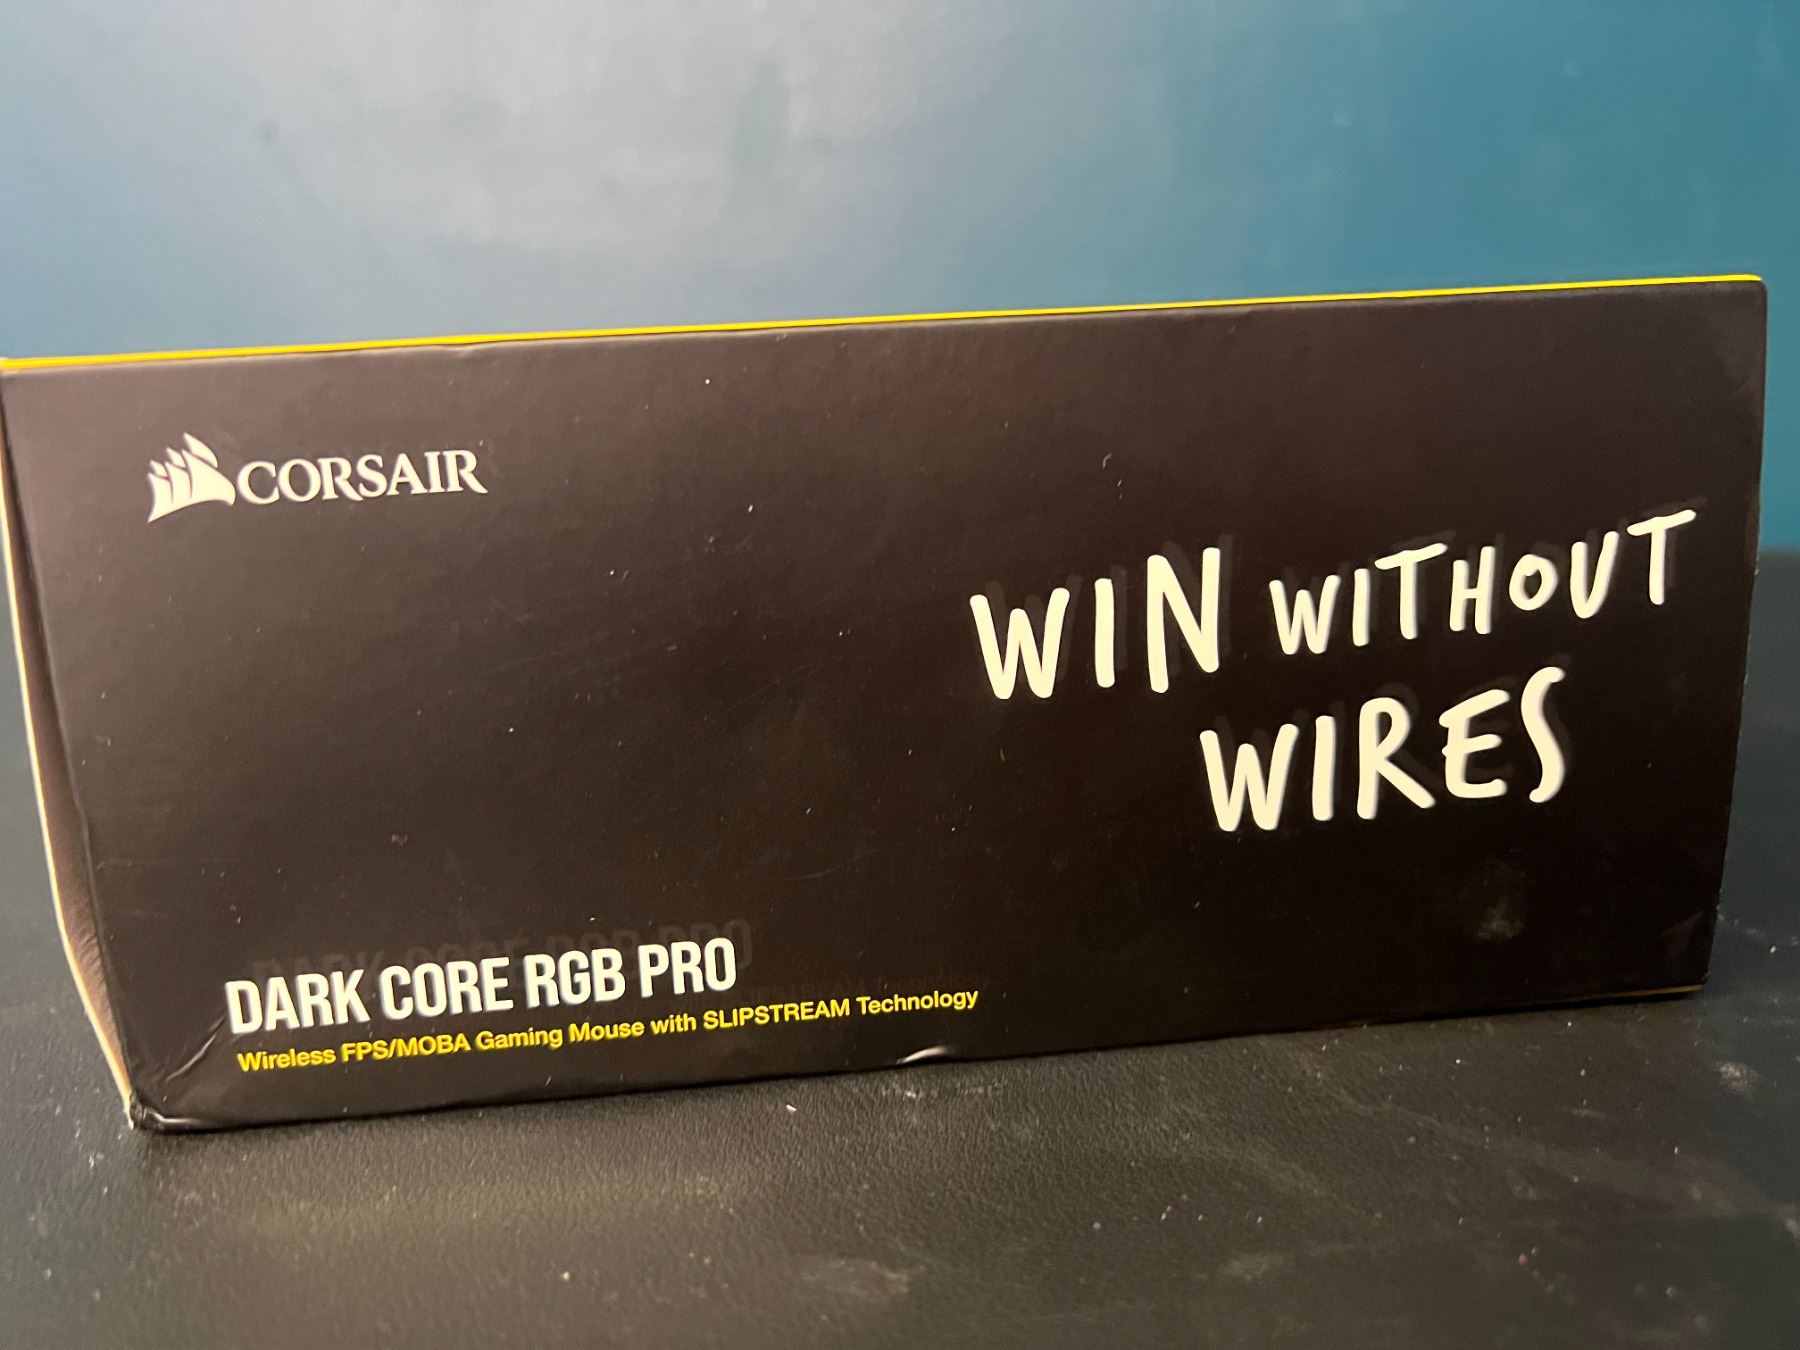 CORSAIR
WIN WITHOUT
WIRES
DARK CORE RGB PRO
Wireless FPS/MOBA Gaming Mouse with SLIPSTREAM Technology